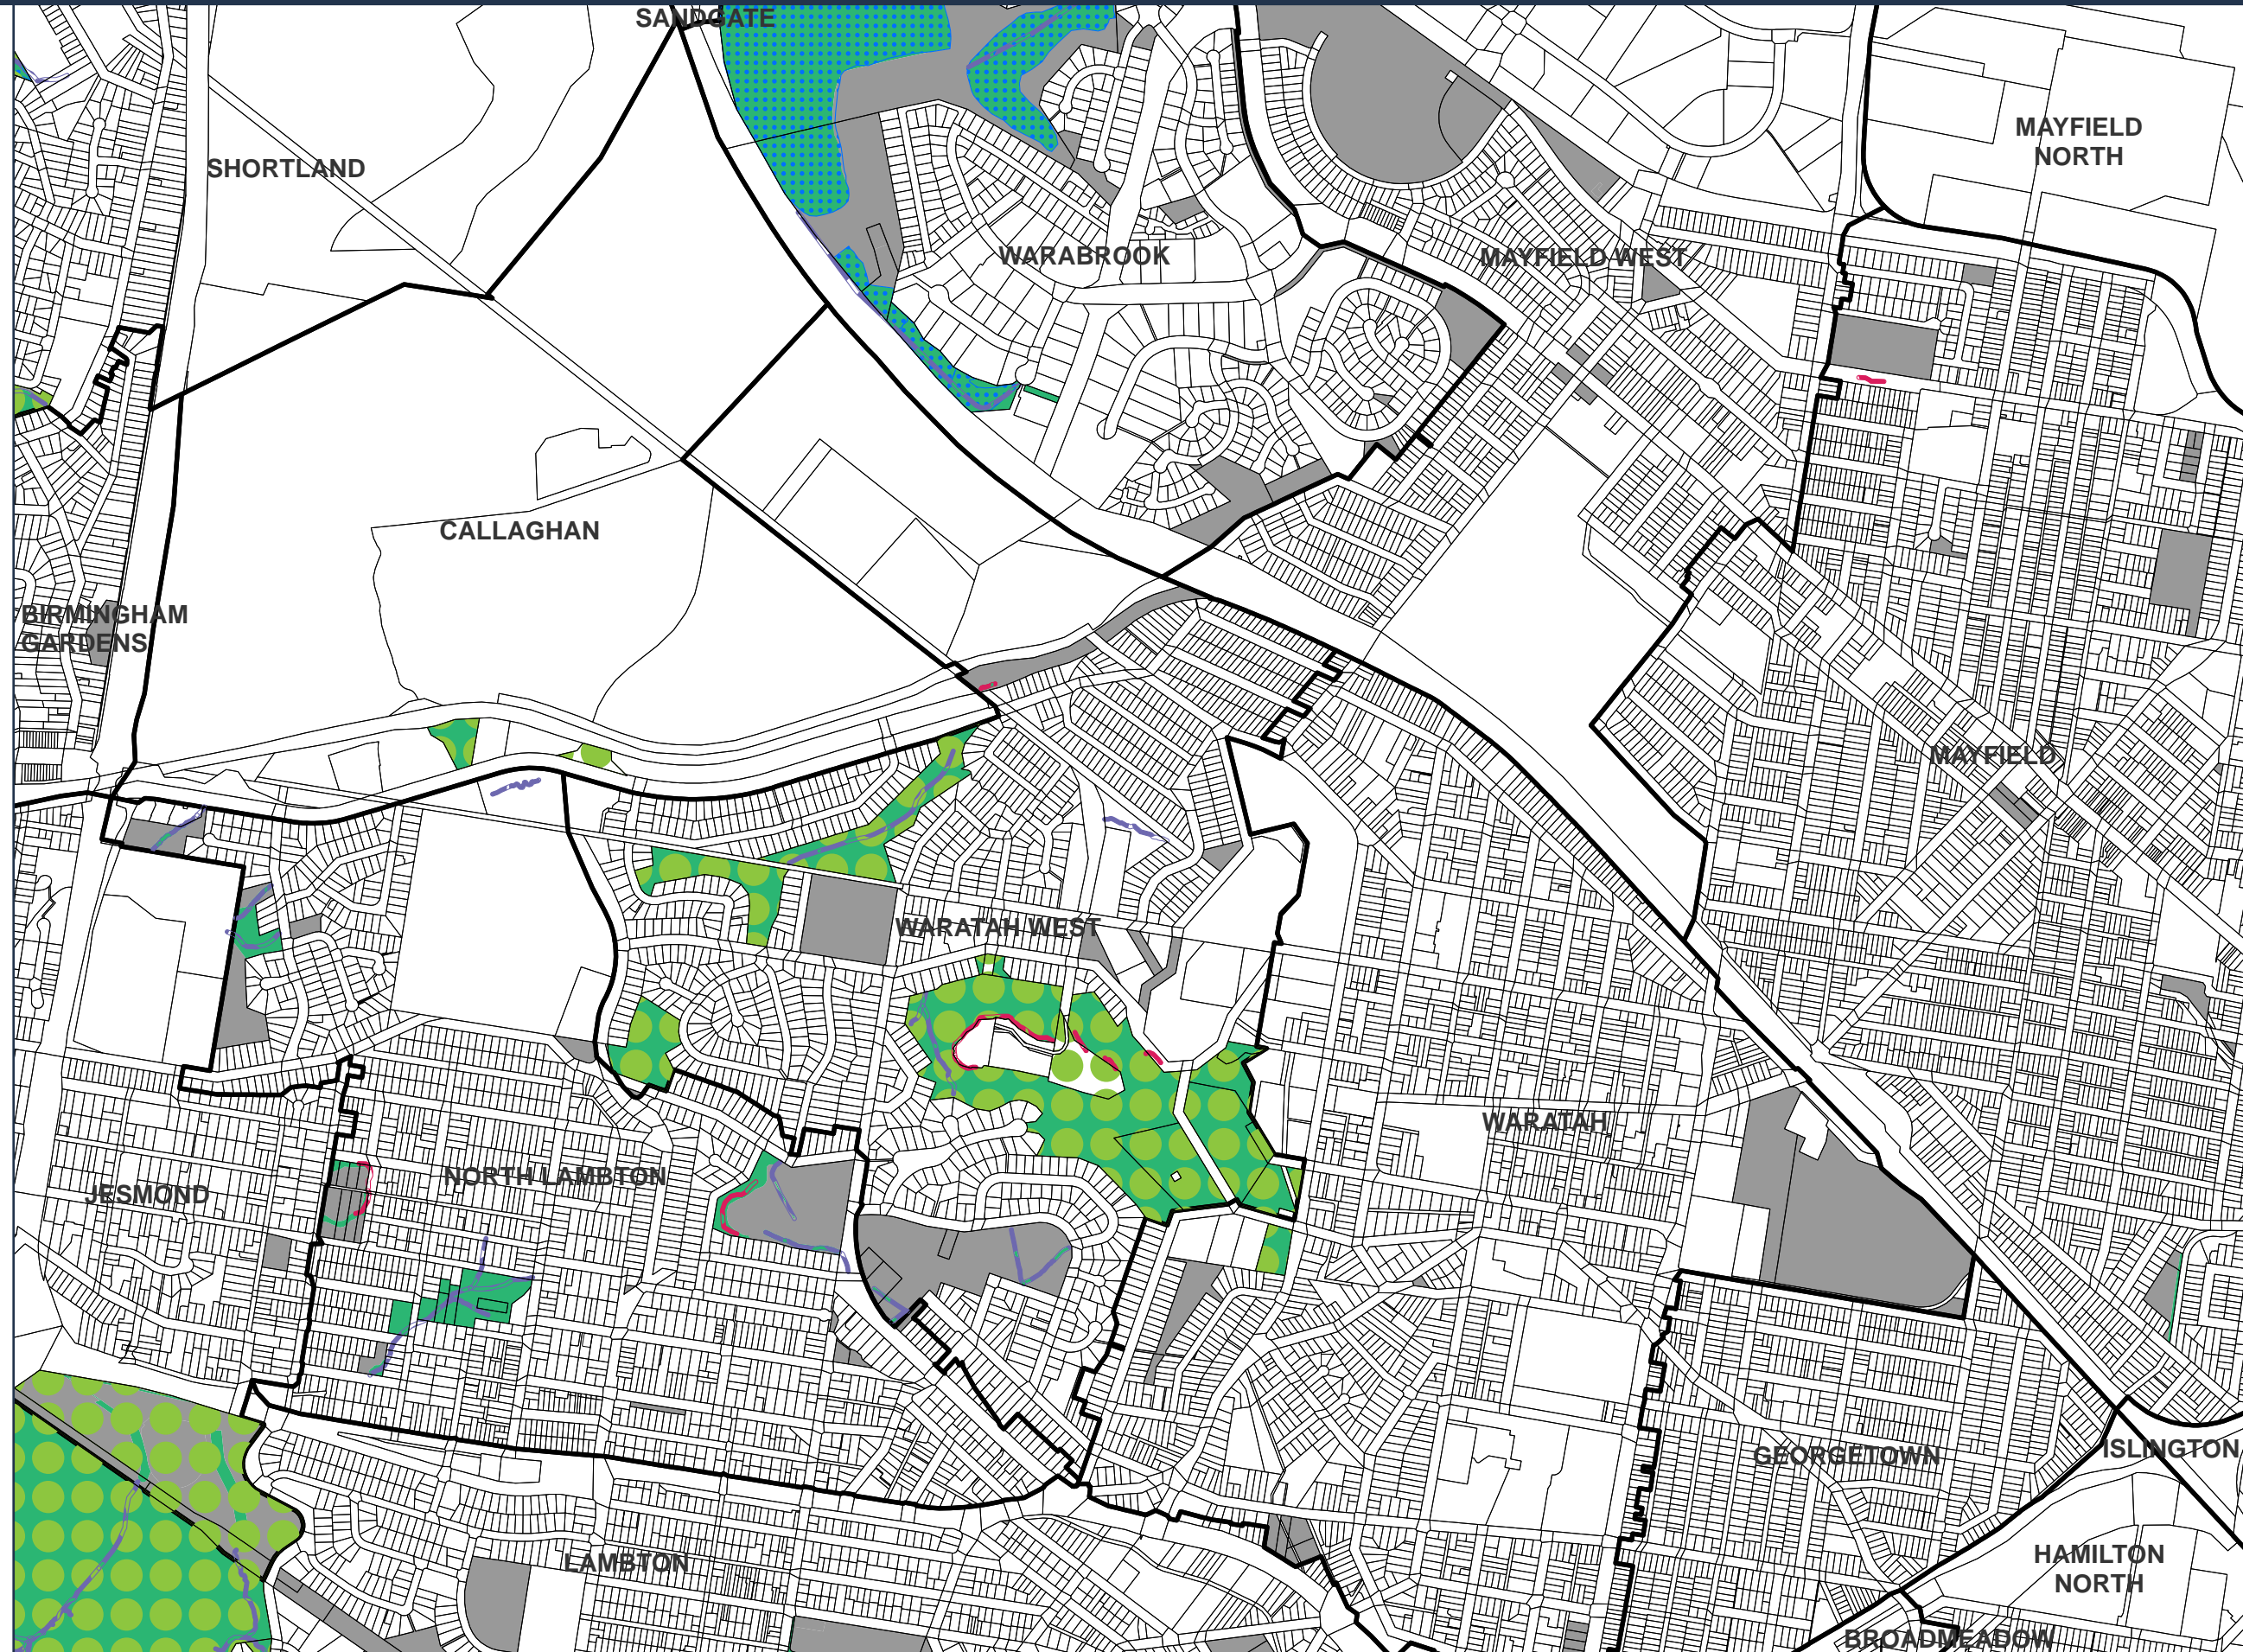 SANDGATE
MAYFIELD
NORTH
SHORTLAND
WARABROOK
MAYFIELD WEST
CALLAGHAN
BIRMINGHAM
GARDENS
MAYFIELD
WARATAH WEST
WARATAH
NORTH LAMBTON
JESMOND
GEORGETOWN
ISLINGTON
LAMBTON
HAMILTON
NORTH
BROADMEADOW